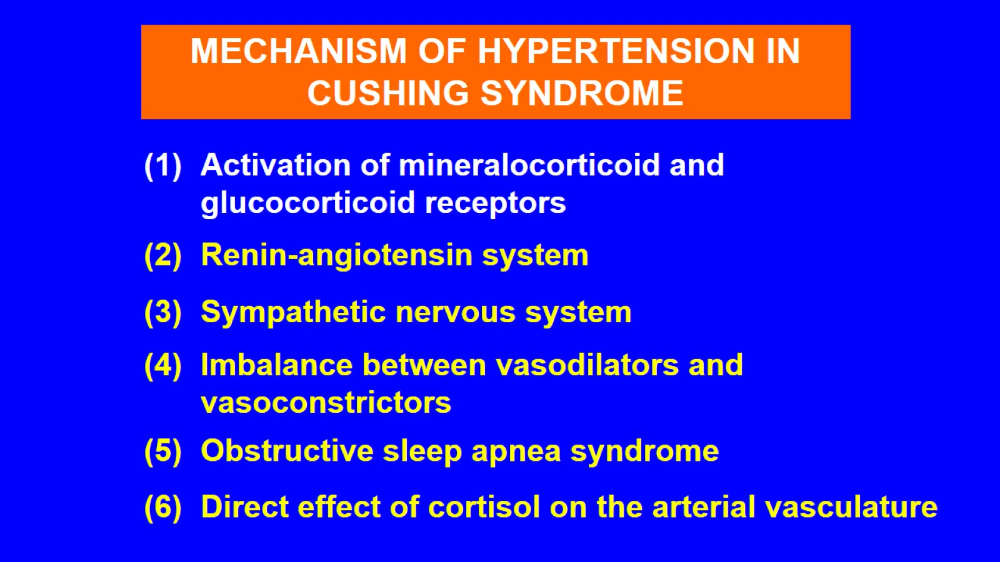 MECHANISM OF HYPERTENSION IN
CUSHING SYNDROME
(1) Activation of mineralocorticoid and
glucocorticoid receptors
(2) Renin-angiotensin system
(3) Sympathetic nervous system
(4) Imbalance between vasodilators and
vasoconstrictors
(5) Obstructive sleep apnea syndrome
(6) Direct effect of cortisol on the arterial vasculature